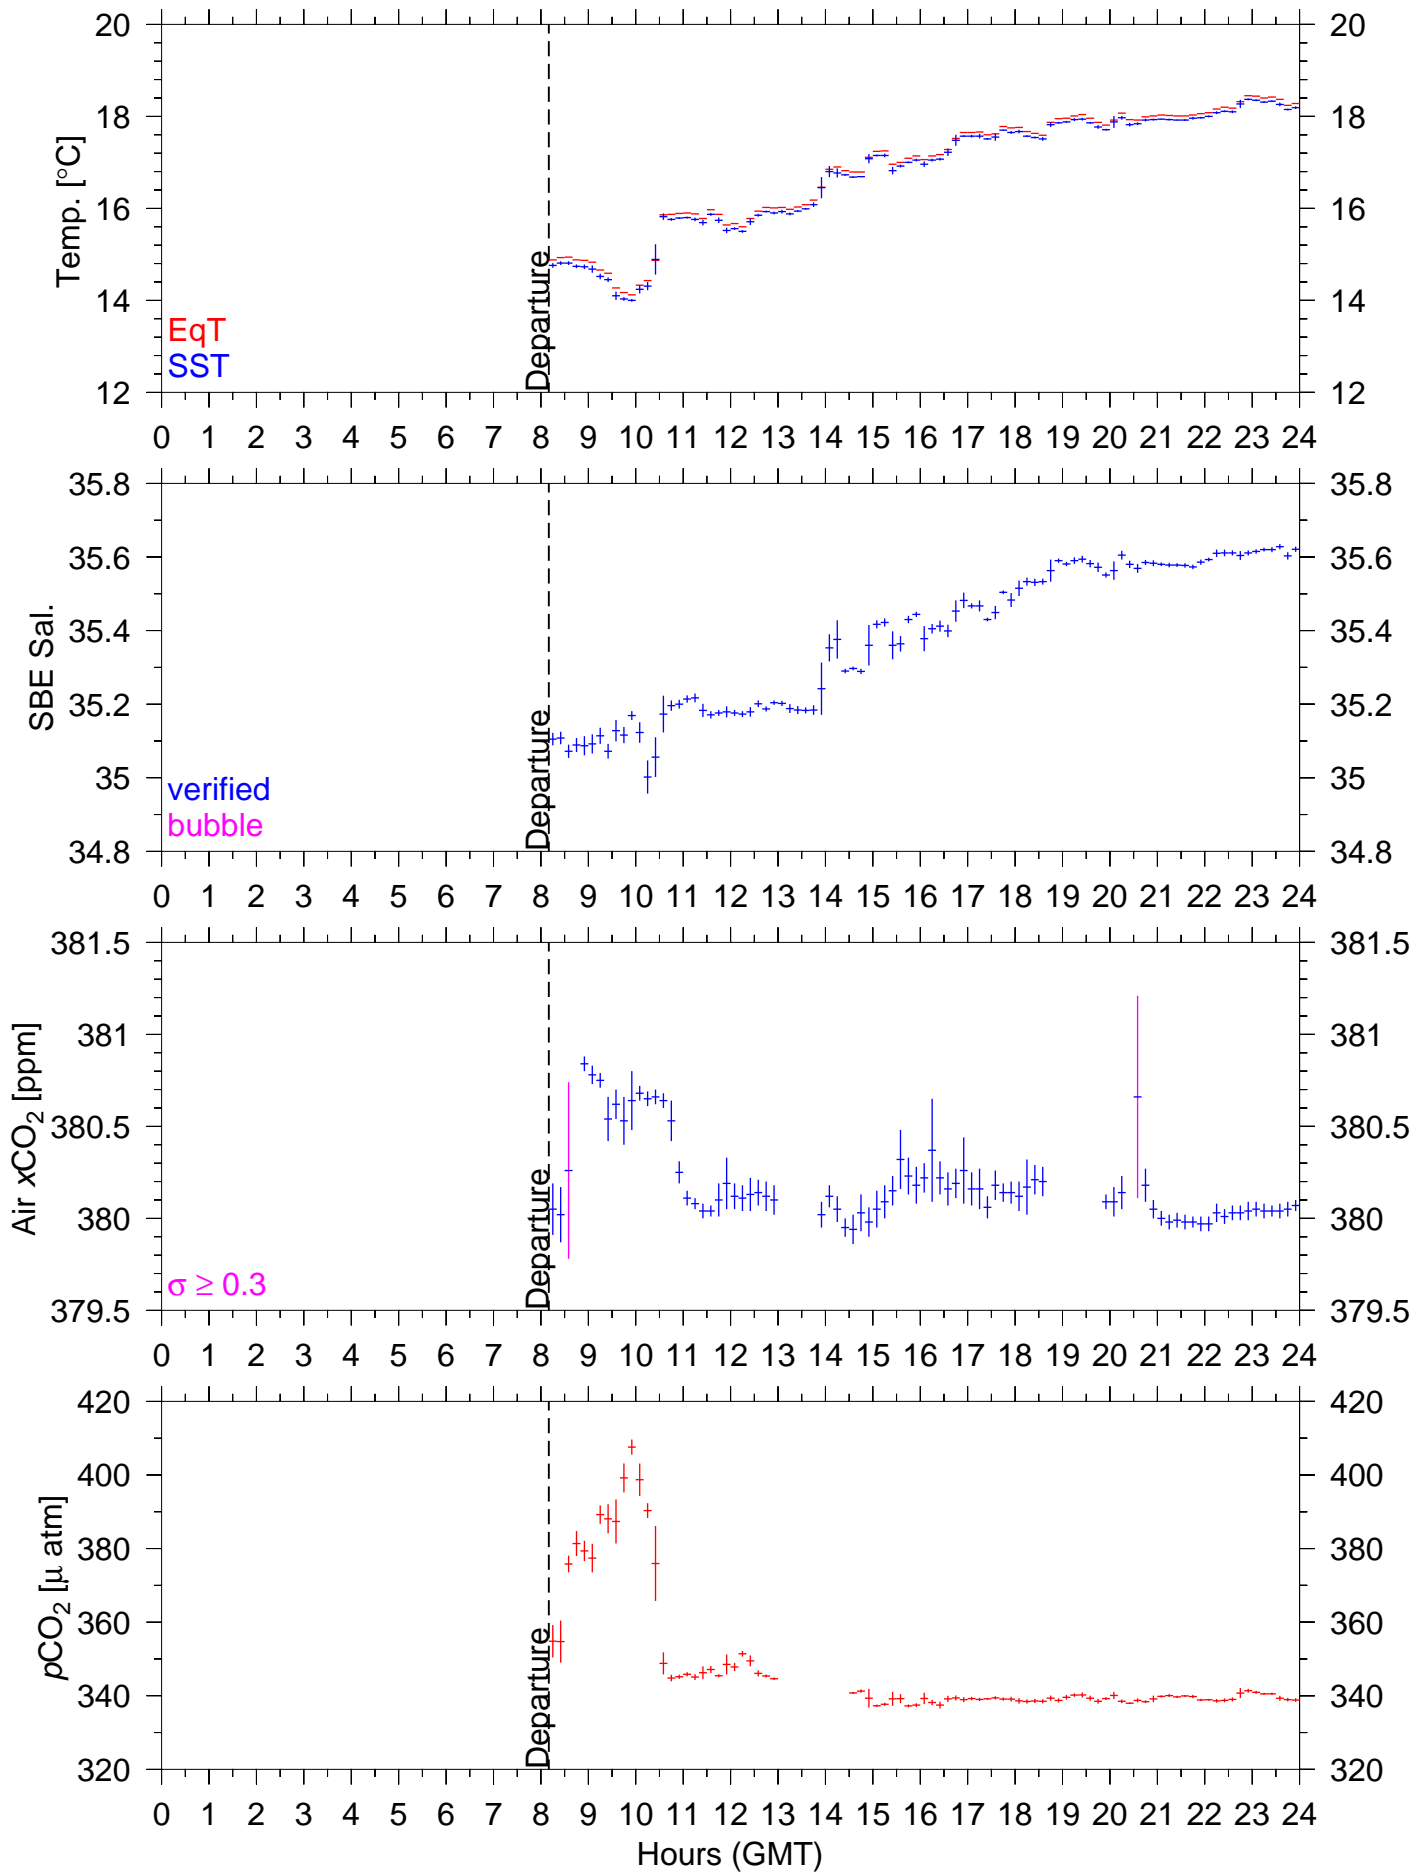 20 20
18 18
16 16
14 14
12 12
Temp. [°C]
EqT
SST
Departure
0 1 2 3 4 5 6 7 8 9 10 11 12 13 14 15 16 17 18 19 20 21 22 23 24
35.8 35.8
35.6 35.6
35.4 35.4
35.2 35.2
35 35
34.8 34.8
SBE Sal.
verified
bubble
Departure
0 1 2 3 4 5 6 7 8 9 10 11 12 13 14 15 16 17 18 19 20 21 22 23 24
381.5 381.5
381 381
380.5 380.5
380 380
379.5 379.5
Air xCO₂ [ppm]
σ ≥ 0.3
Departure
0 1 2 3 4 5 6 7 8 9 10 11 12 13 14 15 16 17 18 19 20 21 22 23 24
420 420
400 400
380 380
360 360
340 340
320 320
pCO₂ [μ atm]
Departure
0 1 2 3 4 5 6 7 8 9 10 11 12 13 14 15 16 17 18 19 20 21 22 23 24
Hours (GMT)